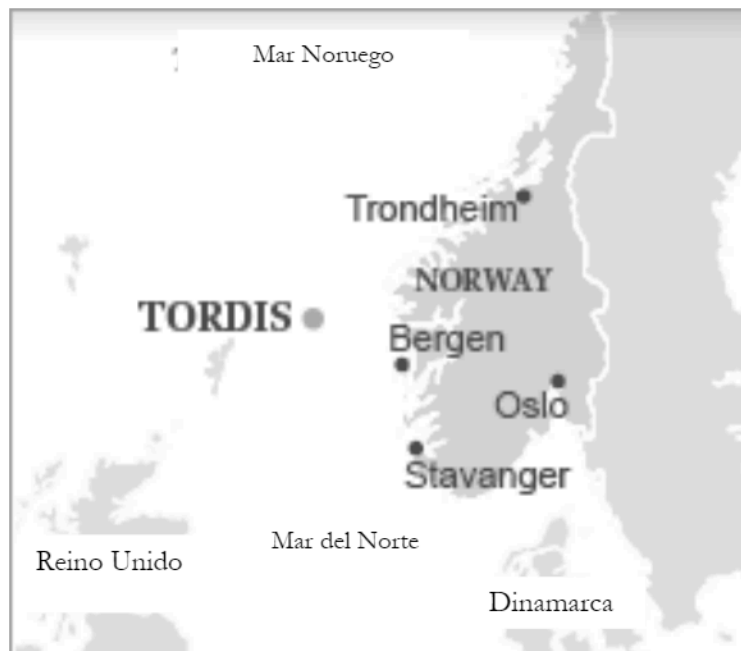 Mar Noruego
Trondheim
NORWAY
TORDIS
Bergen
Oslo
Stavanger
Mar del Norte
Reino Unido
Dinamarca